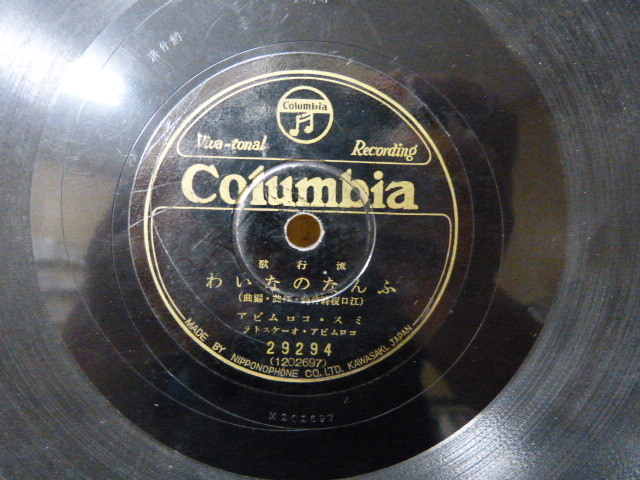 Columbia
Viva-tonal Recording
Columbia
流行歌
そんなのないわ
(江口夜詩 作曲・編曲)
ミス・コロムビア
コロムビア・オーケストラ
29294
(1202697)
MADE BY NIPPONOPHONE CO., LTD. KAWASAKI, JAPAN